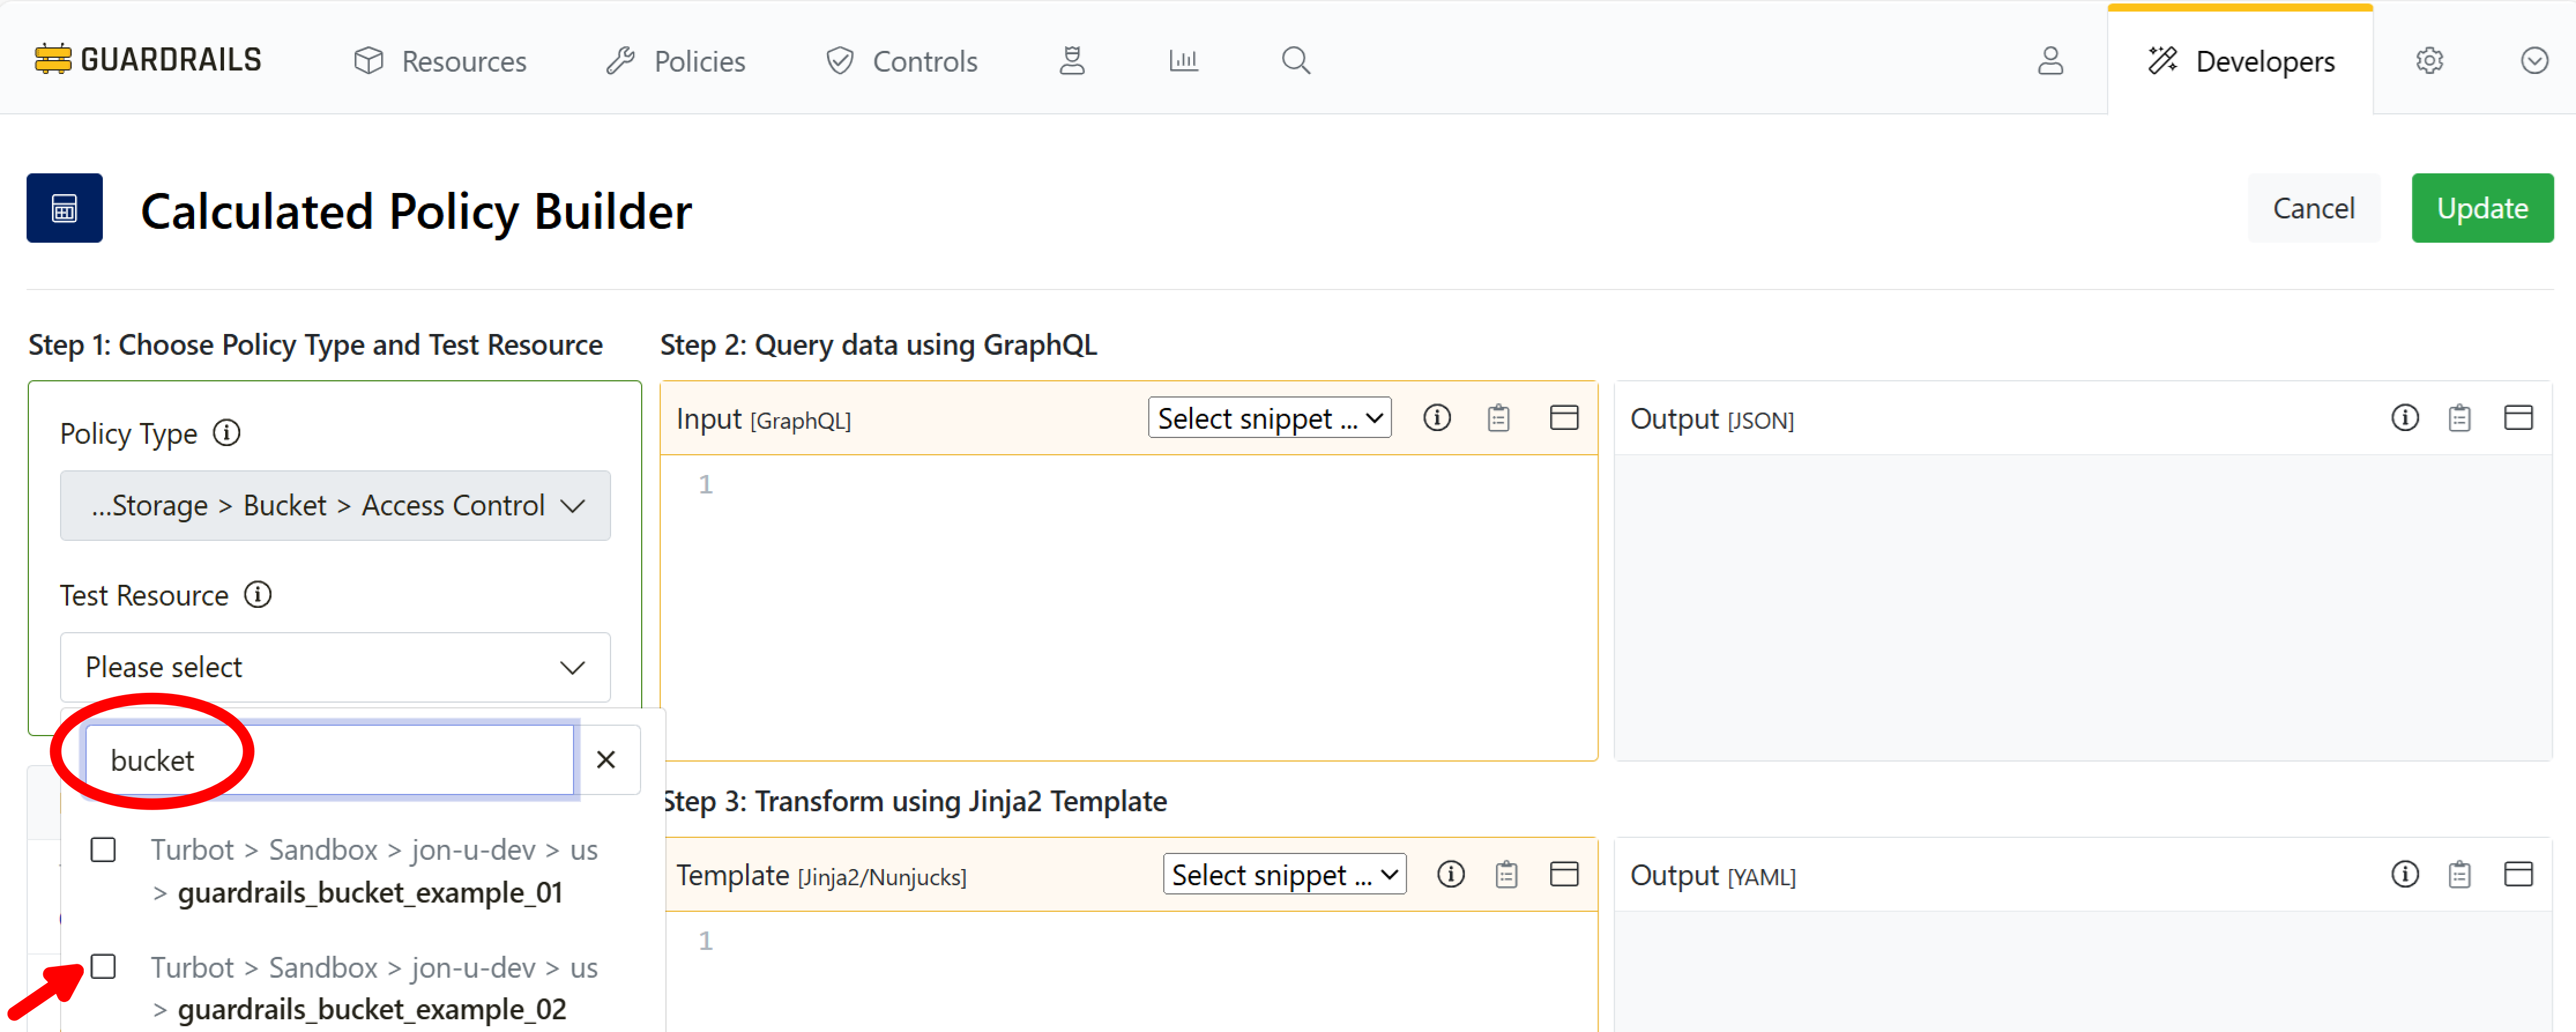 GUARDRAILS
Resources
Policies
Controls
Developers
Calculated Policy Builder
Cancel
Update
Step 1: Choose Policy Type and Test Resource
Policy Type
...Storage > Bucket > Access Control
Test Resource
Please select
bucket
Turbot > Sandbox > jon-u-dev > us
> guardrails_bucket_example_01
Turbot > Sandbox > jon-u-dev > us
> guardrails_bucket_example_02
Step 2: Query data using GraphQL
Input [GraphQL]
Select snippet ...
1
Output [JSON]
Step 3: Transform using Jinja2 Template
Template [Jinja2/Nunjucks]
Select snippet ...
1
Output [YAML]